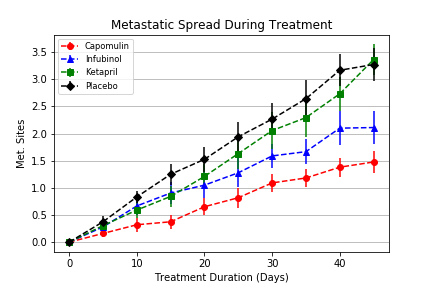 Metastatic Spread During Treatment
Capomulin
Infubinol
Ketapril
Placebo
Met. Sites
3.5
3.0
2.5
2.0
1.5
1.0
0.5
0.0
0 10 20 30 40
Treatment Duration (Days)